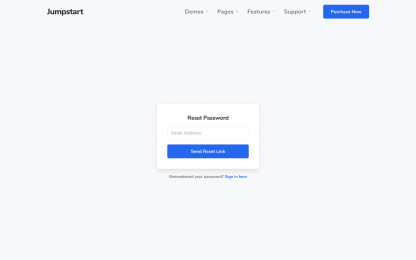 Jumpstart Demos Pages Features Support Purchase Now
Reset Password
Email Address
Send Reset Link
Remembered your password? Sign in here